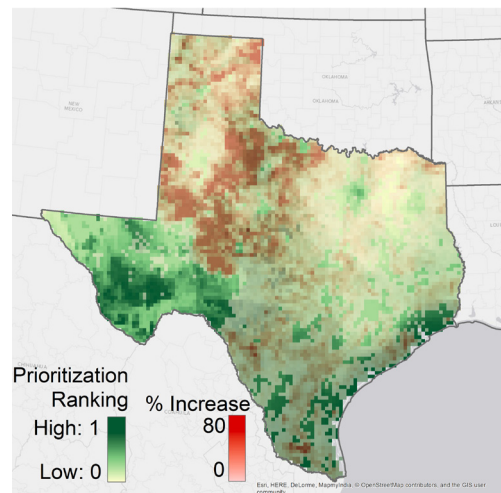 OKLAHOMA
OKLAHOMA
NEW
MEXICO
Prioritization
Ranking
High: 1
Low: 0
% Increase
80
0
Esri, HERE, DeLorme, MapmyIndia, © OpenStreetMap contributors, and the GIS user
community